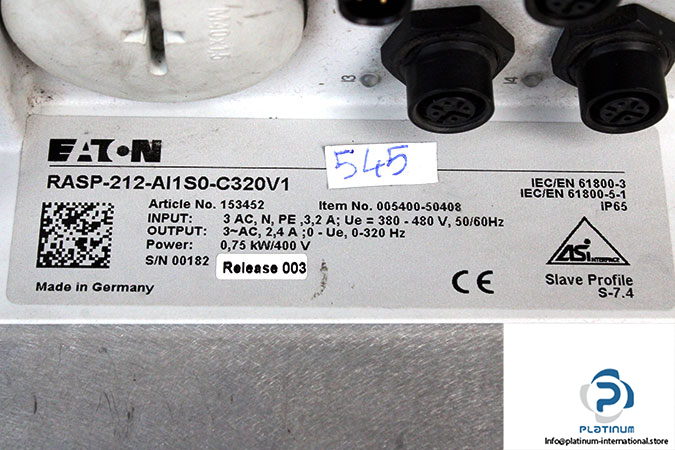 M40x1,5
I3
I4
EATON
545
RASP-212-AI1S0-C320V1
IEC/EN 61800-3
IEC/EN 61800-5-1
IP65
Article No. 153452 Item No. 005400-50408
INPUT: 3 AC, N, PE ,3,2 A; Ue = 380 - 480 V, 50/60Hz
OUTPUT: 3~AC, 2,4 A ;0 - Ue, 0-320 Hz
Power: 0,75 kW/400 V
S/N 00182 Release 003
ASi
INTERFACE
Made in Germany
CE
Slave Profile
S-7.4
PLATINUM
Info@platinum-international.store